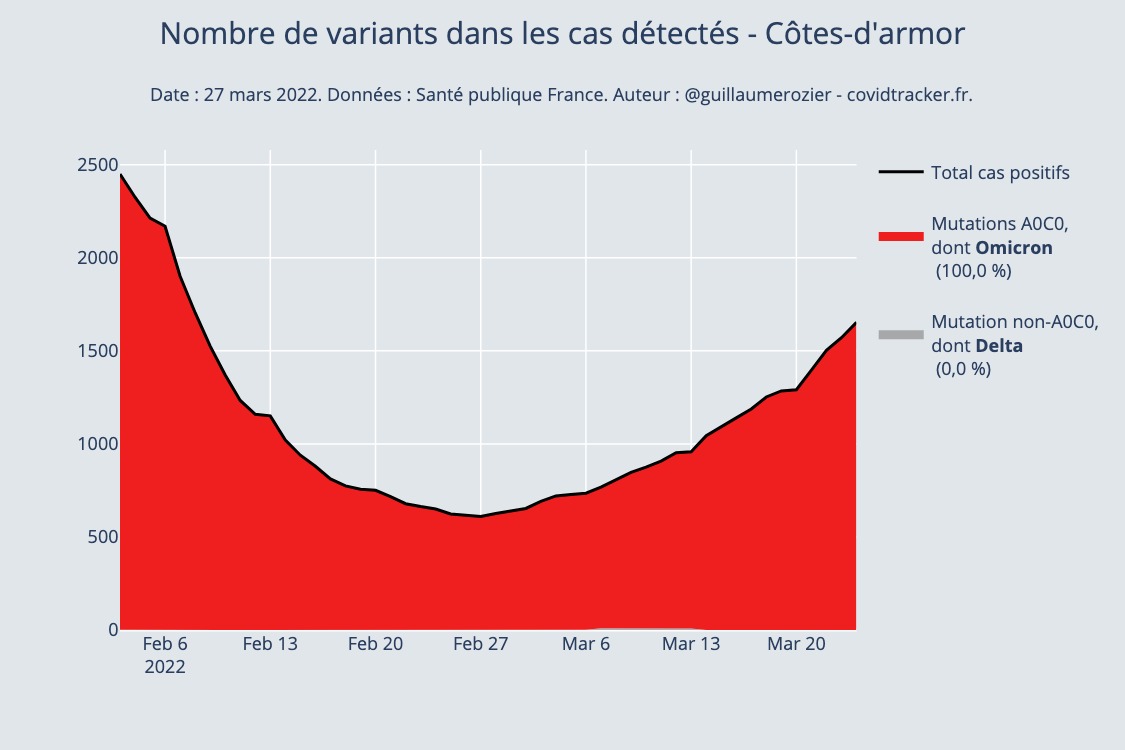 Nombre de variants dans les cas détectés - Côtes-d'armor
Date : 27 mars 2022. Données : Santé publique France. Auteur : @guillaumerozier - covidtracker.fr.
2500
2000
1500
1000
500
0
Feb 6
2022
Feb 13
Feb 20
Feb 27
Mar 6
Mar 13
Mar 20
Total cas positifs
Mutations A0C0,
dont Omicron
(100,0 %)
Mutation non-A0C0,
dont Delta
(0,0 %)